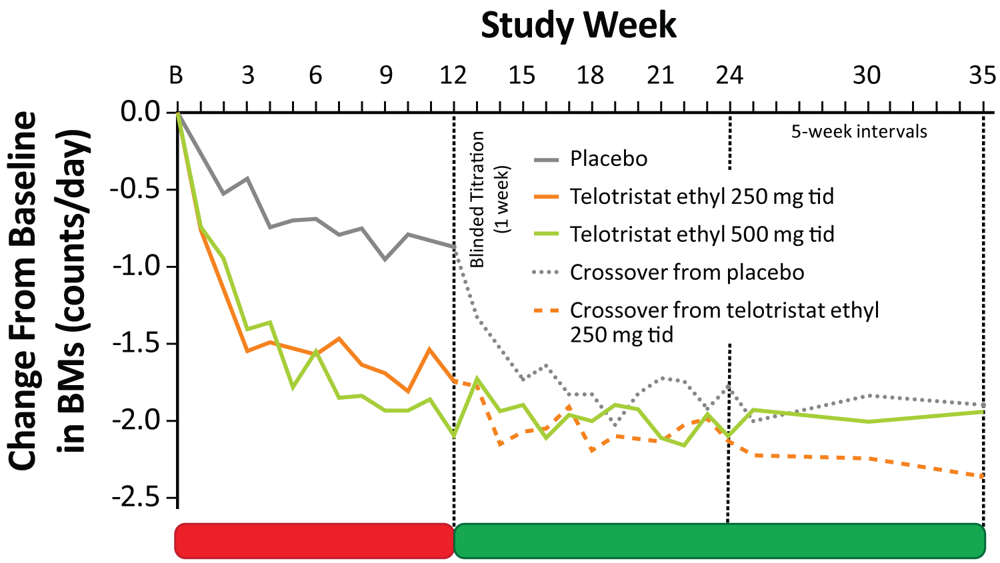 Study Week
B 3 6 9 12 15 18 21 24 30 35
Change From Baseline
in BMs (counts/day)
0.0
-0.5
-1.0
-1.5
-2.0
-2.5
Blinded Titration
(1 week)
5-week intervals
Placebo
Telotristat ethyl 250 mg tid
Telotristat ethyl 500 mg tid
Crossover from placebo
Crossover from telotristat ethyl
250 mg tid